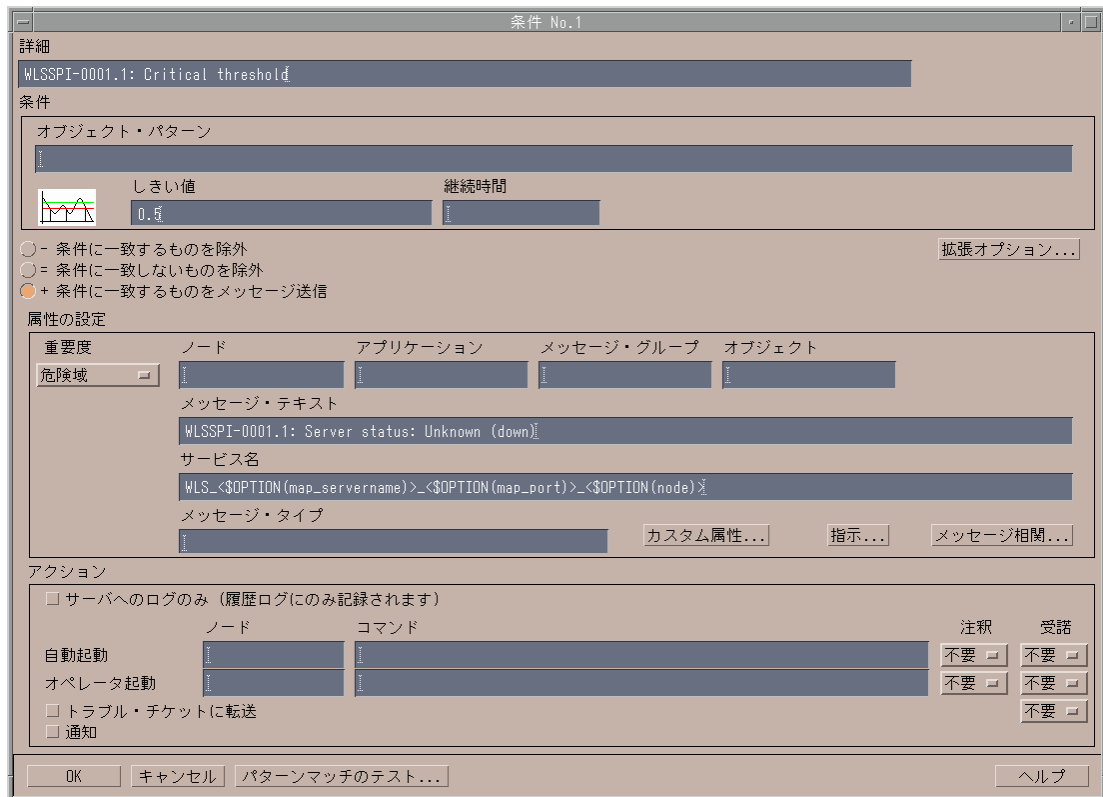 条件 No.1
詳細
WLSSPI-0001.1: Critical threshold
条件
オブジェクト・パターン
しきい値 継続時間
0.5
- 条件に一致するものを除外 拡張オプション...
= 条件に一致しないものを除外
+ 条件に一致するものをメッセージ送信
属性の設定
重要度 ノード アプリケーション メッセージ・グループ オブジェクト
危険域
メッセージ・テキスト
WLSSPI-0001.1: Server status: Unknown (down)
サービス名
WLS_<$OPTION(map_servername)>_<$OPTION(map_port)>_<$OPTION(node)>
メッセージ・タイプ
カスタム属性... 指示... メッセージ相関...
アクション
サーバへのログのみ (履歴ログにのみ記録されます)
ノード コマンド 注釈 受諾
自動起動 不要 不要
オペレータ起動 不要 不要
トラブル・チケットに転送 不要
通知
OK キャンセル パターンマッチのテスト... ヘルプ